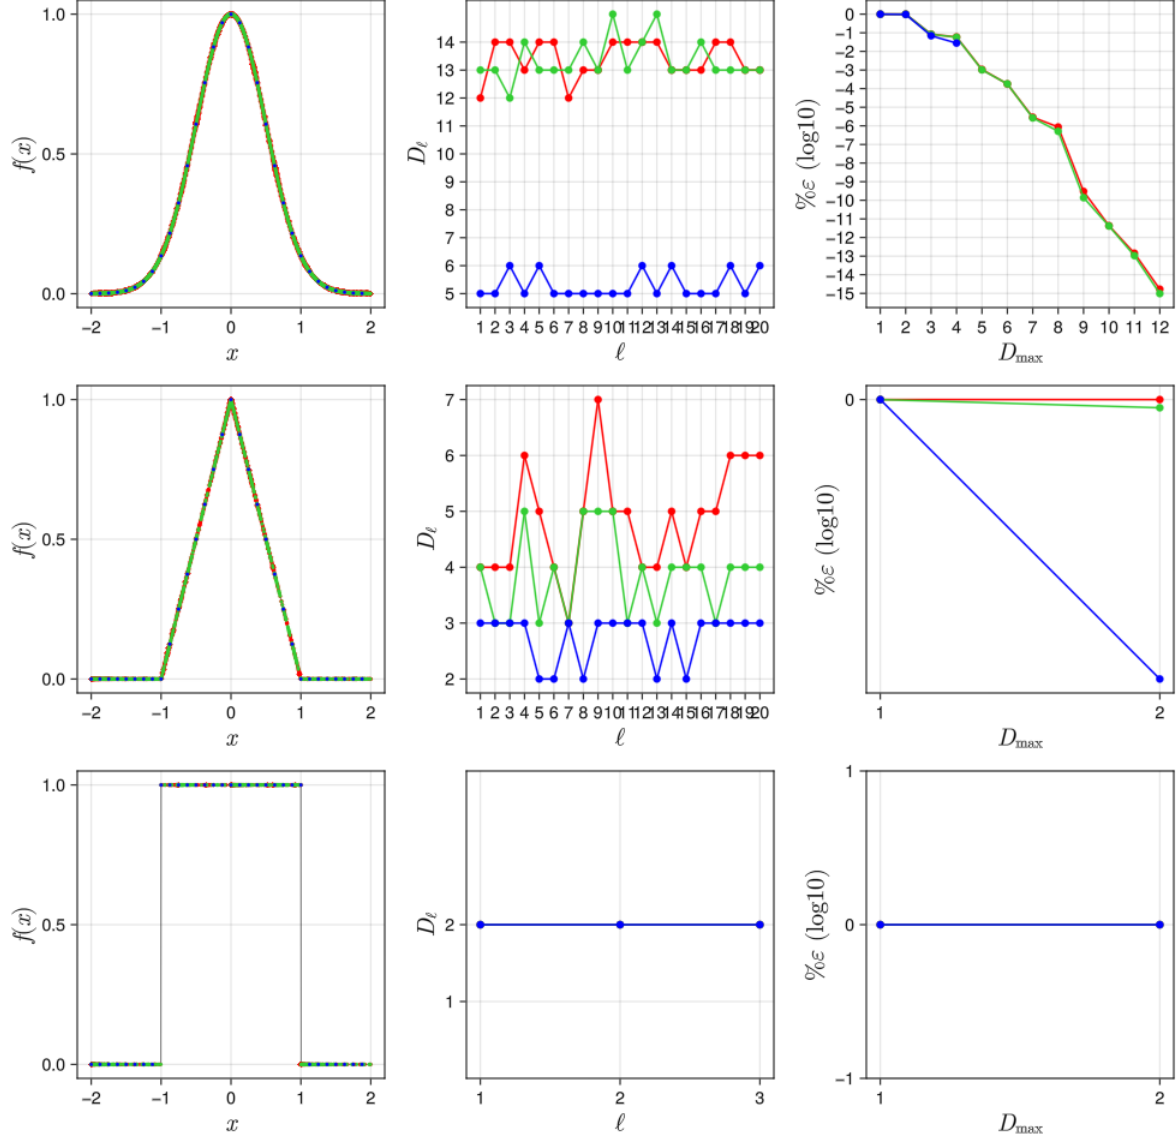 f(x)
1.0
0.5
0.0
−2 −1 0 1 2
x
D_ℓ
14
13
12
11
10
9
8
7
6
5
1 2 3 4 5 6 7 8 9 10 11 12 13 14 15 16 17 18 19 20
ℓ
%ε (log10)
0
−1
−2
−3
−4
−5
−6
−7
−8
−9
−10
−11
−12
−13
−14
−15
1 2 3 4 5 6 7 8 9 10 11 12
D_max
f(x)
1.0
0.5
0.0
−2 −1 0 1 2
x
D_ℓ
7
6
5
4
3
2
1 2 3 4 5 6 7 8 9 10 11 12 13 14 15 16 17 18 19 20
ℓ
%ε (log10)
0
1 2
D_max
f(x)
1.0
0.5
0.0
−2 −1 0 1 2
x
D_ℓ
2
1
1 2 3
ℓ
%ε (log10)
1
0
−1
1 2
D_max